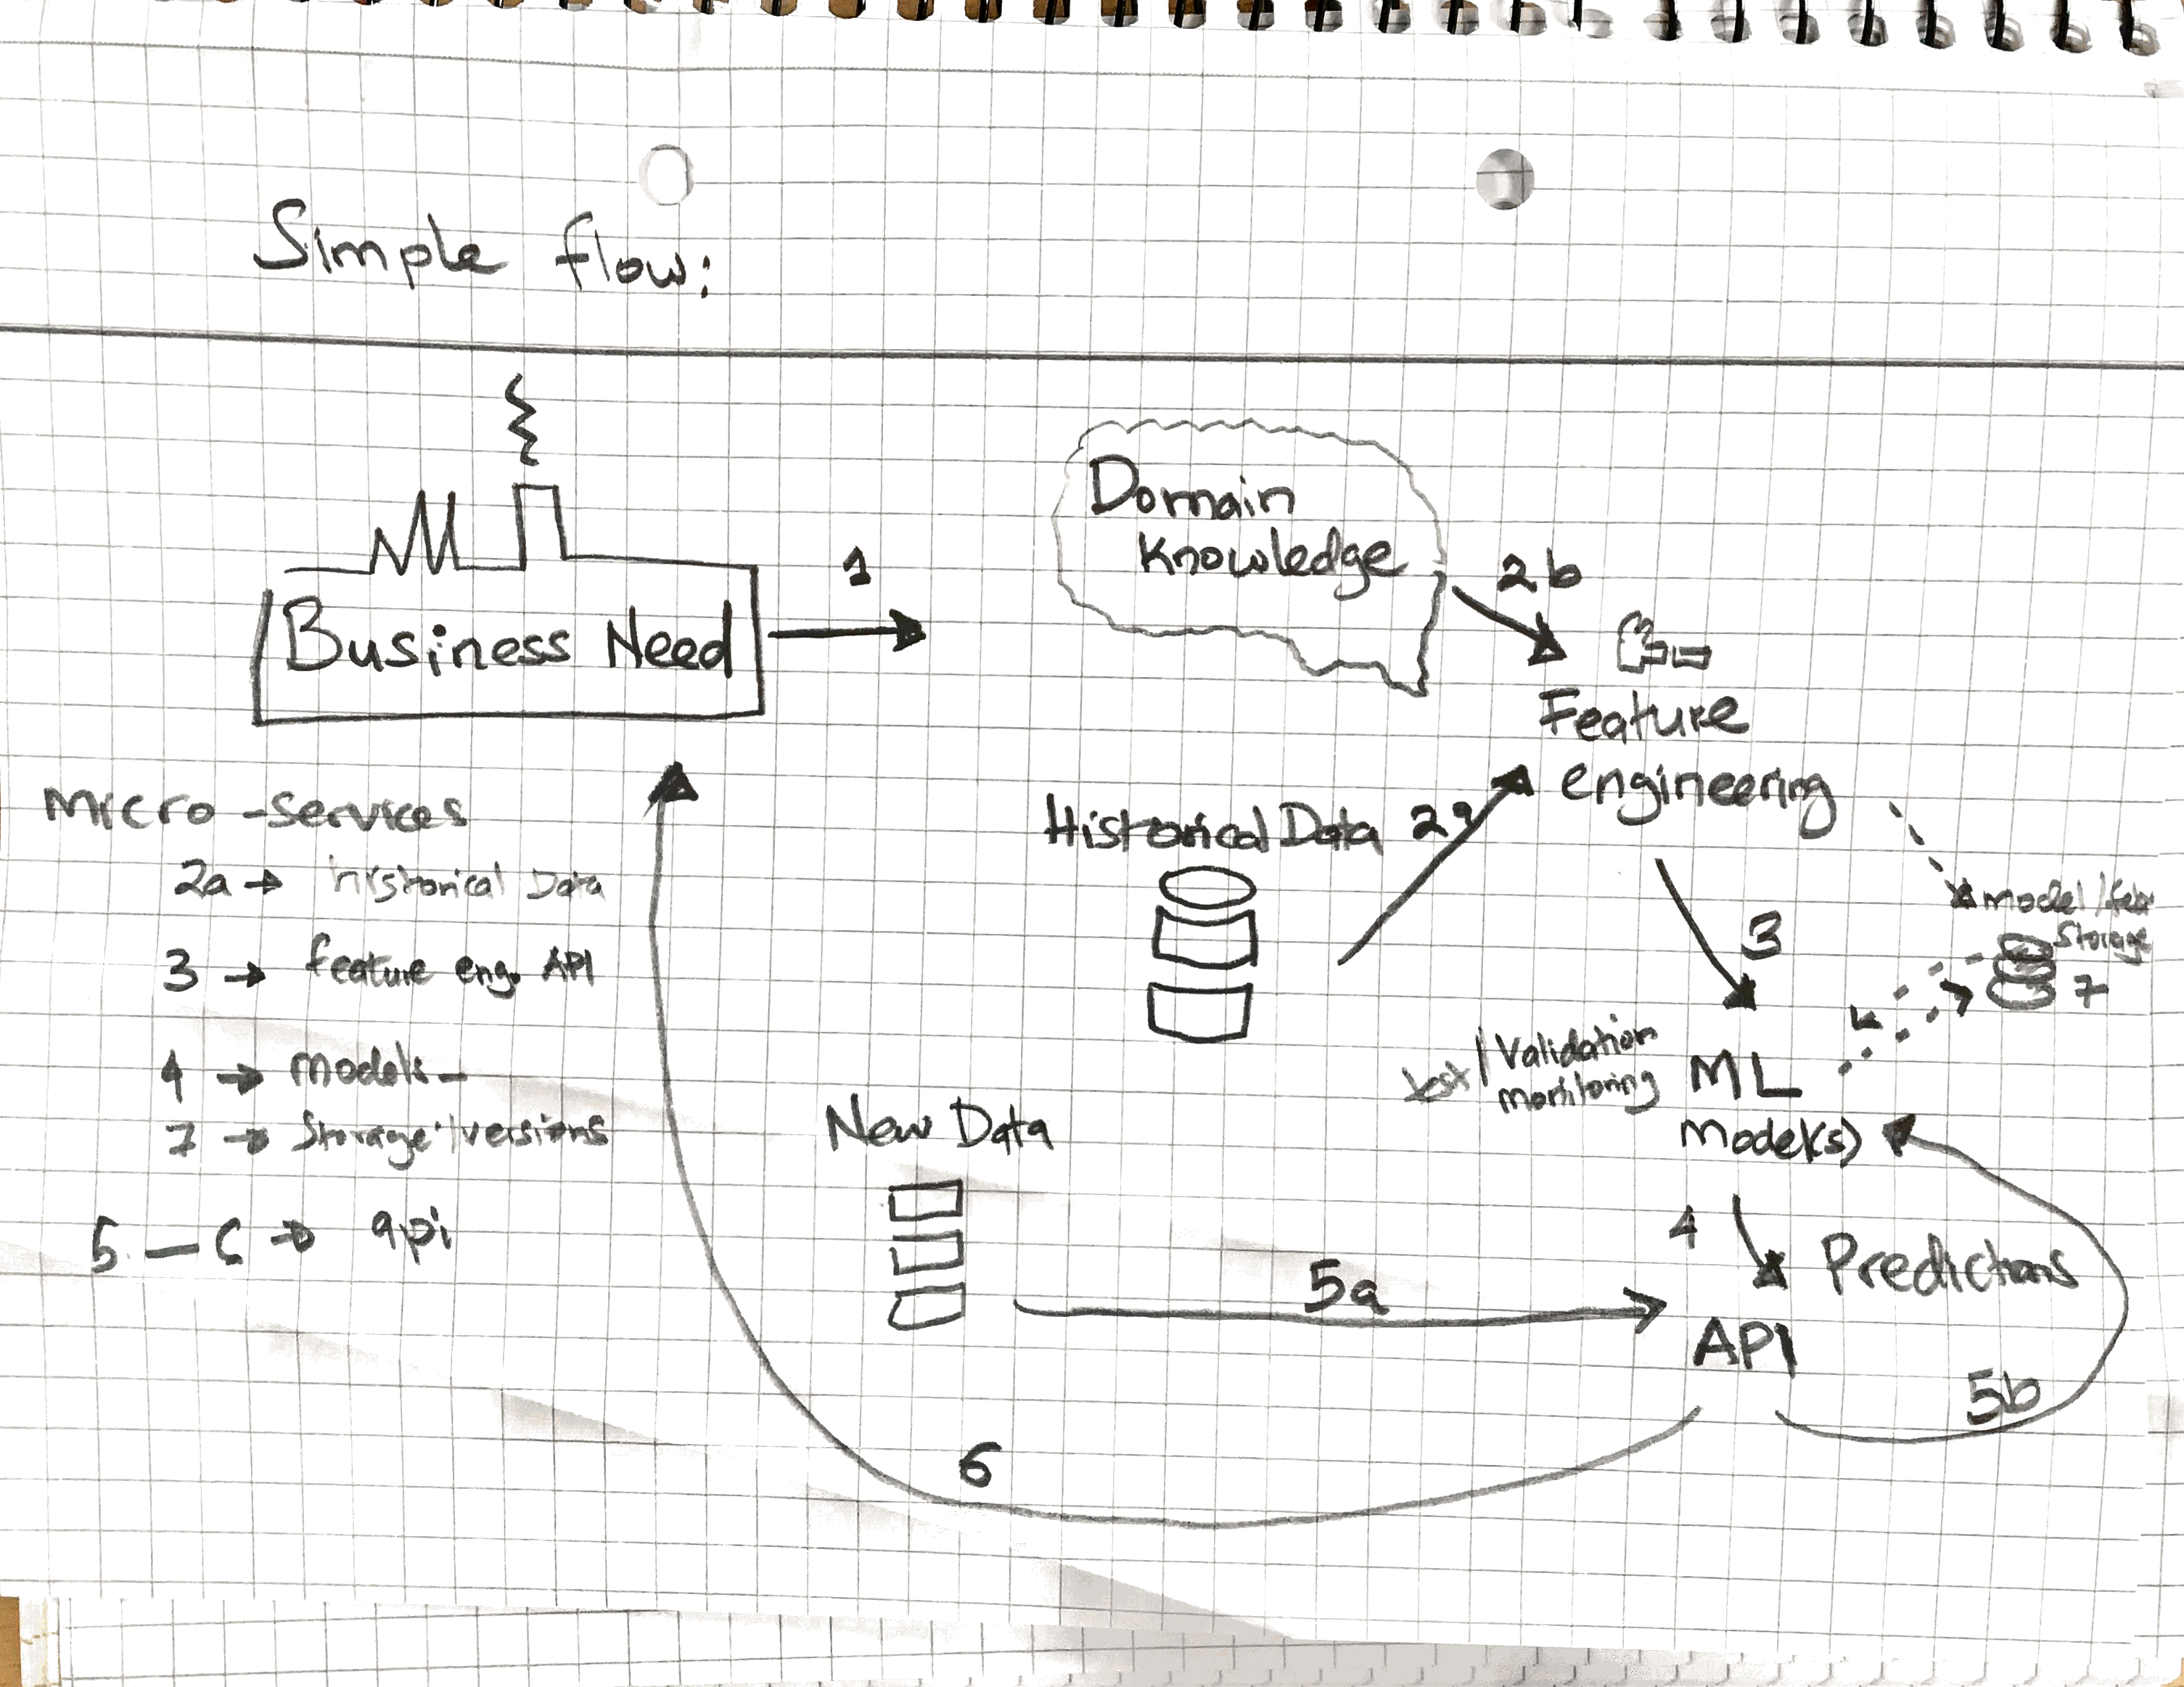 Simple flow:
Business Need
1
Domain
Knowledge
2b
Feature
engineering
Historical Data 2a
3
model/
Storage
7
Validation
monitoring
ML
Model(s)
4
Predictions
API
New Data
5a
5b
6
Micro-services
2a → historical Data
3 → feature eng. API
4 → models
7 → Storage/versions
5 — 6 → api